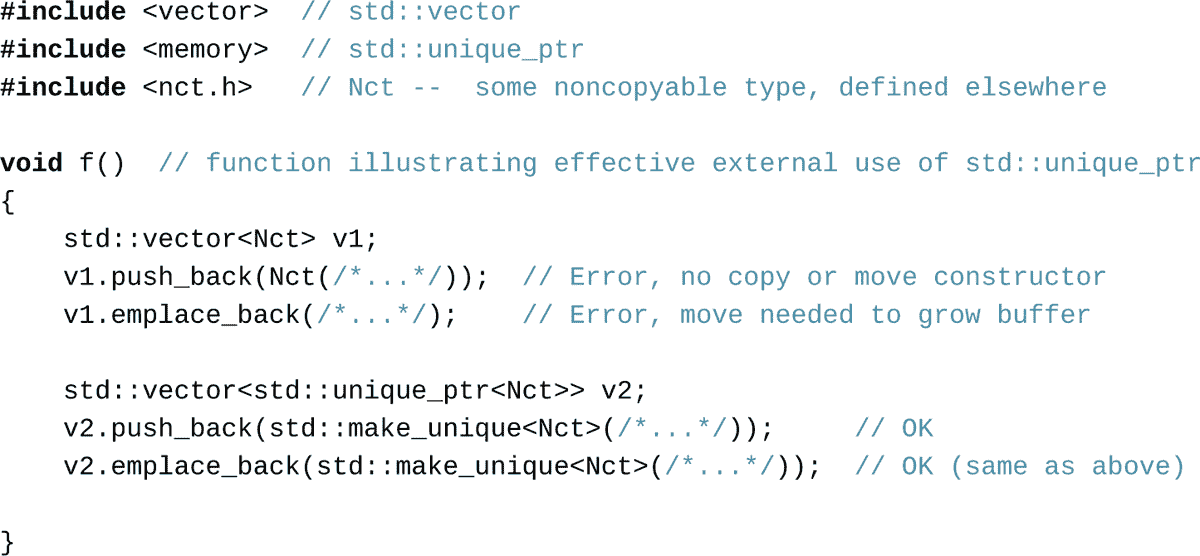 #include <vector>  // std::vector
#include <memory>  // std::unique_ptr
#include <nct.h>   // Nct --  some noncopyable type, defined elsewhere
void f()  // function illustrating effective external use of std::unique_ptr
{
    std::vector<Nct> v1;
    v1.push_back(Nct(/*...*/));  // Error, no copy or move constructor
    v1.emplace_back(/*...*/);    // Error, move needed to grow buffer
    std::vector<std::unique_ptr<Nct>> v2;
    v2.push_back(std::make_unique<Nct>(/*...*/));     // OK
    v2.emplace_back(std::make_unique<Nct>(/*...*/));  // OK (same as above)
}